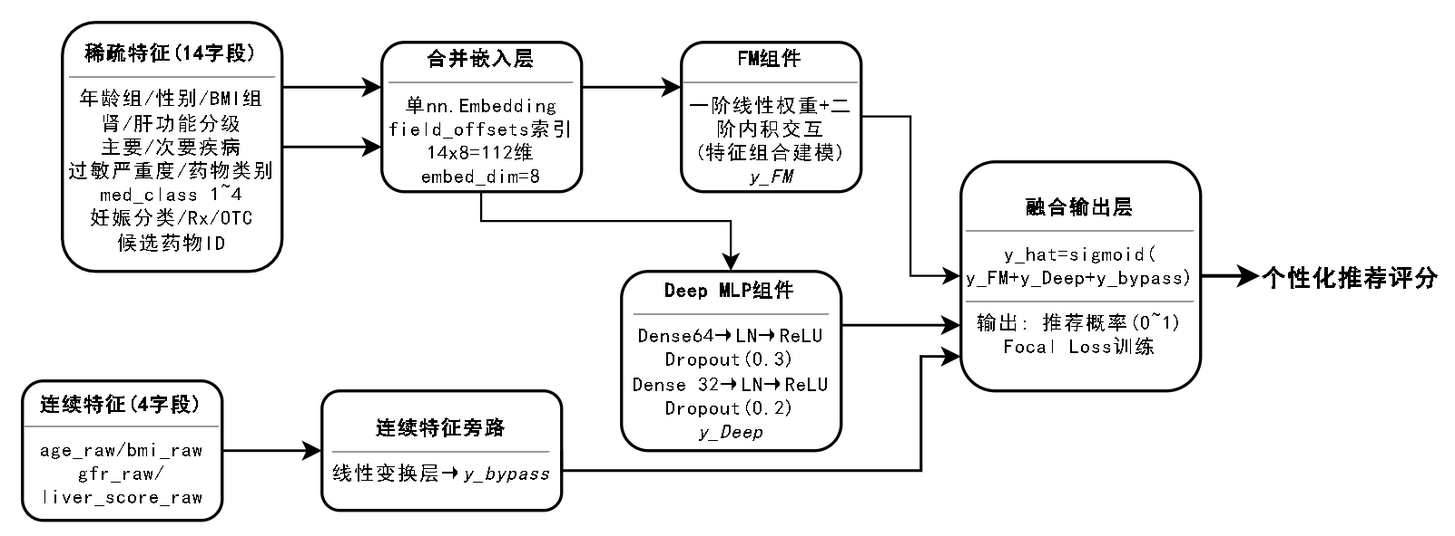 稀疏特征(14字段)
年龄组/性别/BMI组
肾/肝功能分级
主要/次要疾病
过敏严重度/药物类别
med_class 1~4
妊娠分类/Rx/OTC
候选药物ID
合并嵌入层
单nn.Embedding
field_offsets索引
14x8=112维
embed_dim=8
FM组件
一阶线性权重+二
阶内积交互
(特征组合建模)
y_FM
Deep MLP组件
Dense64→LN→ReLU
Dropout(0.3)
Dense 32→LN→ReLU
Dropout(0.2)
y_Deep
连续特征(4字段)
age_raw/bmi_raw
gfr_raw/
liver_score_raw
连续特征旁路
线性变换层→y_bypass
融合输出层
y_hat=sigmoid(
y_FM+y_Deep+y_bypass)
输出: 推荐概率(0~1)
Focal Loss训练
个性化推荐评分